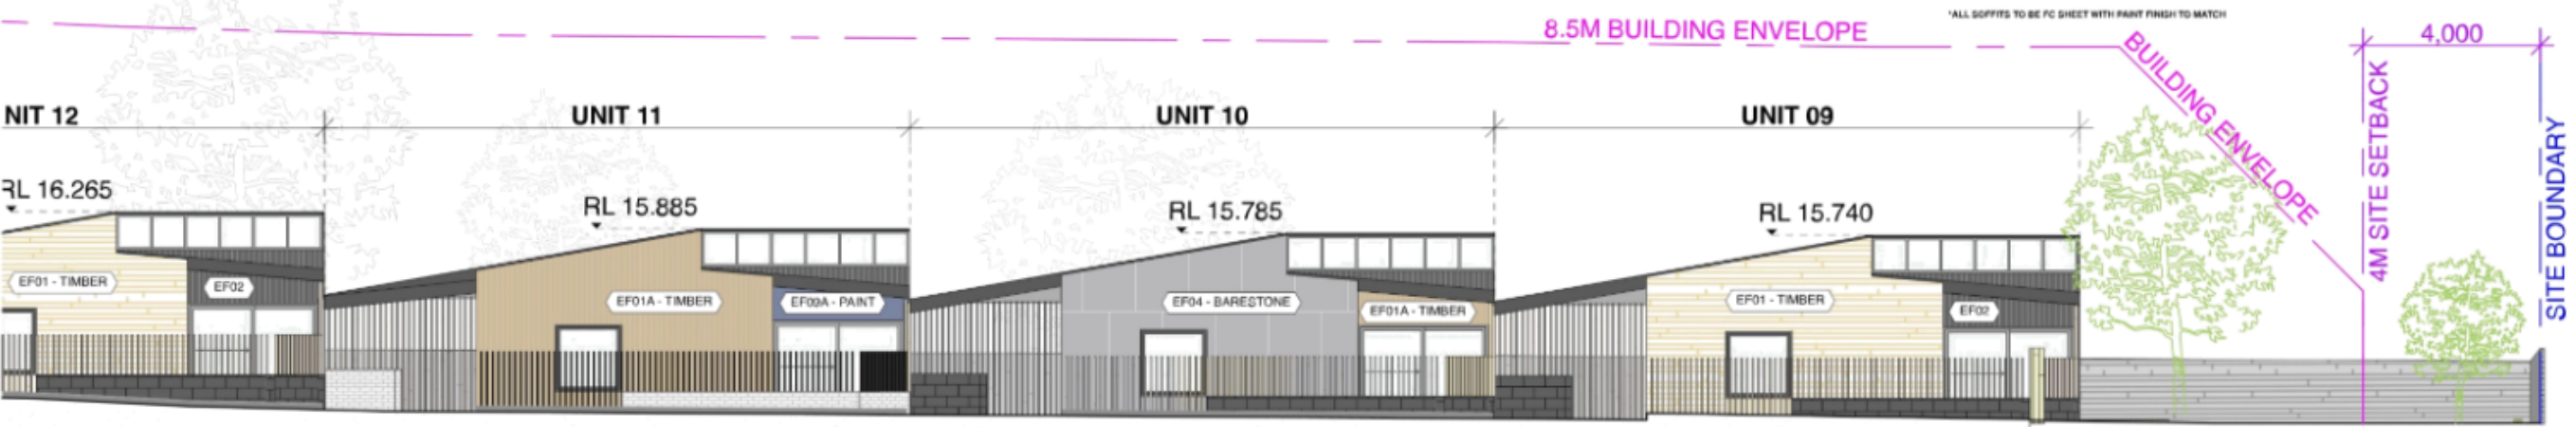 *ALL SOFFITS TO BE FC SHEET WITH PAINT FINISH TO MATCH
8.5M BUILDING ENVELOPE
4,000
BUILDING ENVELOPE
4M SITE SETBACK
SITE BOUNDARY
NIT 12
UNIT 11
UNIT 10
UNIT 09
RL 16.265
RL 15.885
RL 15.785
RL 15.740
EF01 - TIMBER
EF02
EF01A - TIMBER
EF09A - PAINT
EF04 - BARESTONE
EF01A - TIMBER
EF01 - TIMBER
EF02